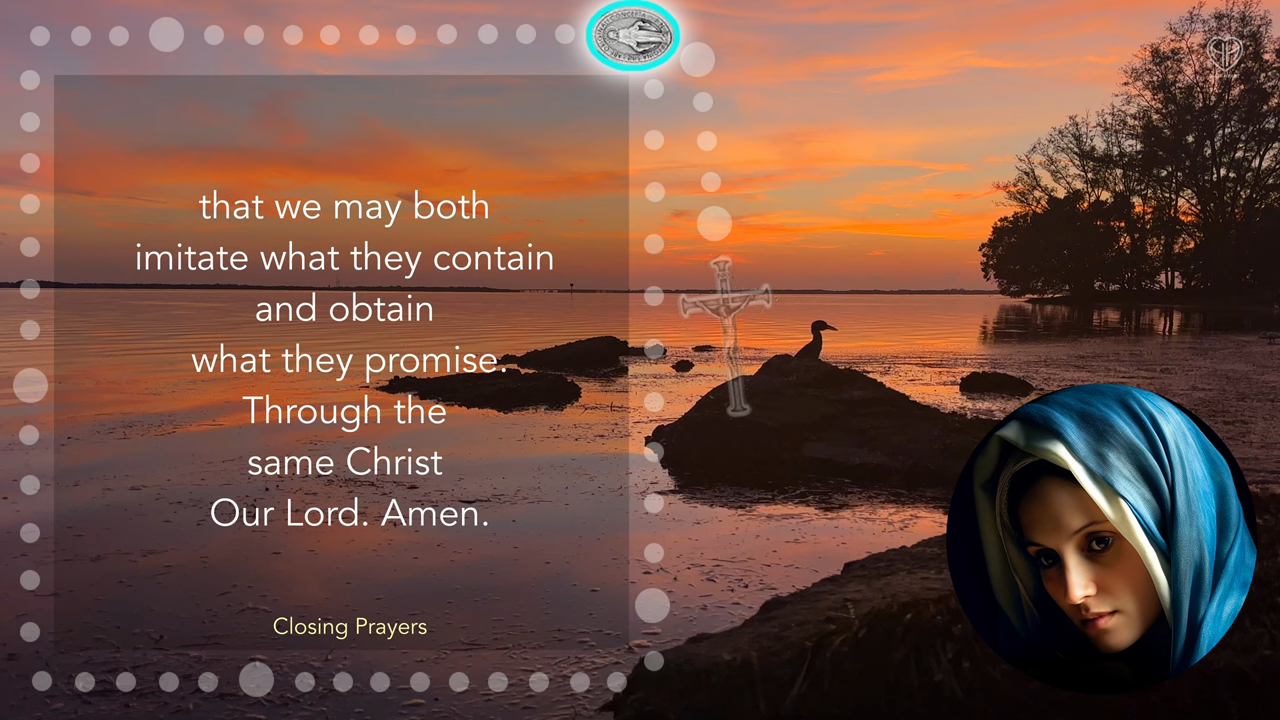 that we may both
imitate what they contain
and obtain
what they promise.
Through the
same Christ
Our Lord. Amen.
Closing Prayers